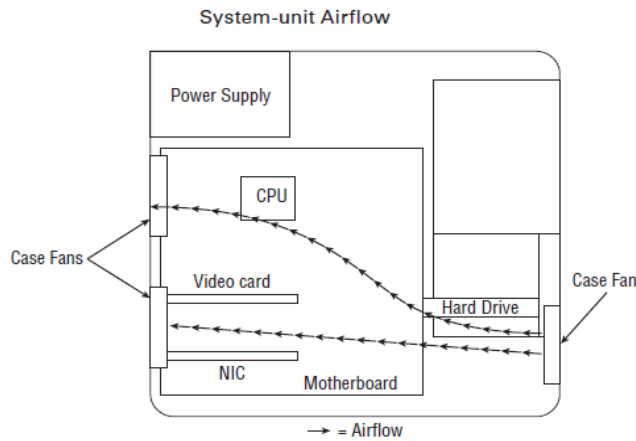 System-unit Airflow
Power Supply
CPU
Case Fans
Video card
Hard Drive
Case Fan
NIC
Motherboard
= Airflow